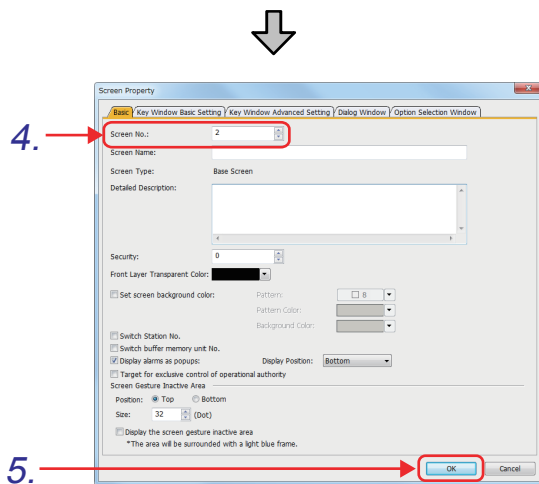 Screen Property
Basic Key Window Basic Setting Key Window Advanced Setting Dialog Window Option Selection Window
4.
Screen No.: 2
Screen Name:
Screen Type: Base Screen
Detailed Description:
Security: 0
Front Layer Transparent Color:
Set screen background color: Pattern: 8
Pattern Color:
Background Color:
Switch Station No.
Switch buffer memory unit No.
Display alarms as popups: Display Position: Bottom
Target for exclusive control of operational authority
Screen Gesture Inactive Area
Position: Top Bottom
Size: 32 (Dot)
Display the screen gesture inactive area
*The area will be surrounded with a light blue frame.
5.
OK Cancel